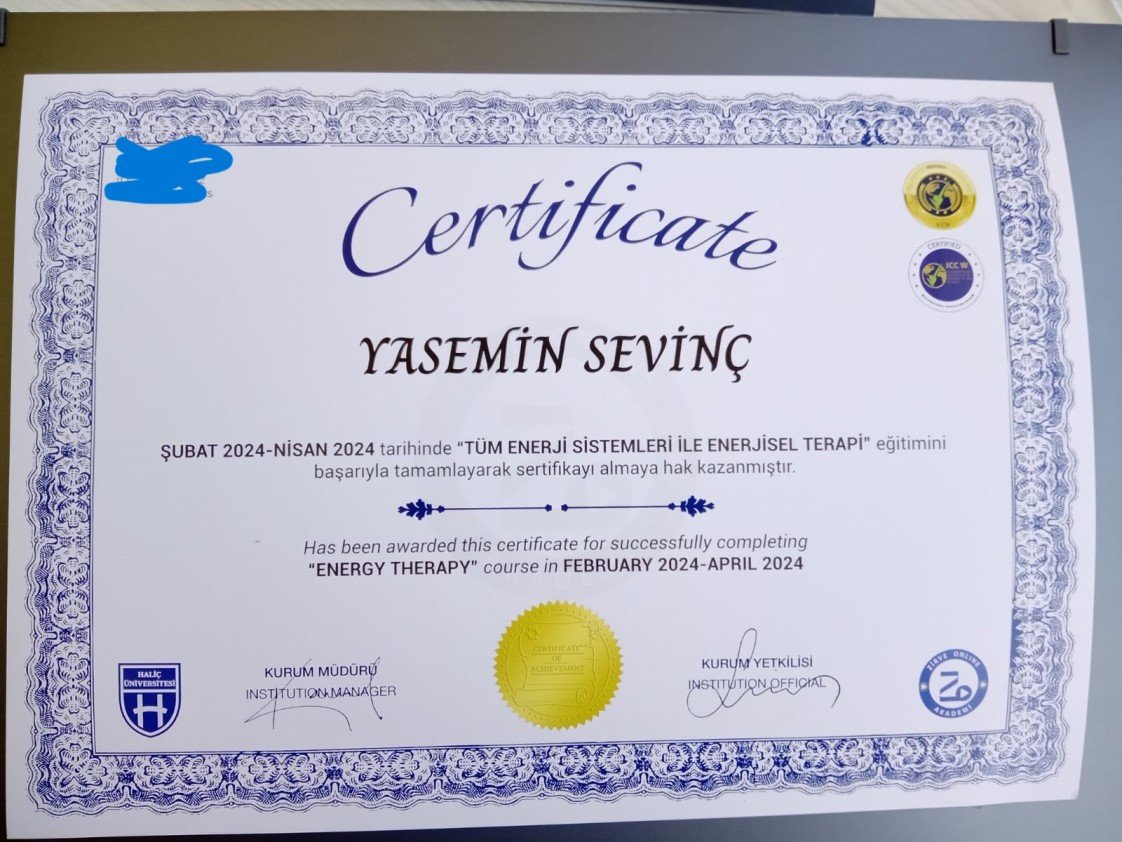 Certificate
YASEMİN SEVİNÇ
ŞUBAT 2024-NİSAN 2024 tarihinde “TÜM ENERJİ SİSTEMLERİ İLE ENERJİSEL TERAPİ” eğitimini
başarıyla tamamlayarak sertifikayı almaya hak kazanmıştır.
Has been awarded this certificate for successfully completing
“ENERGY THERAPY” course in FEBRUARY 2024-APRIL 2024
KURUM MÜDÜRÜ
INSTITUTION MANAGER
KURUM YETKİLİSİ
INSTITUTION OFFICIAL
HALİÇ
ÜNİVERSİTESİ
CERTIFICATE
OF
ACHIEVEMENT
ZİRVE ONLINE
AKADEMİ
CERTIFIED
ICC W